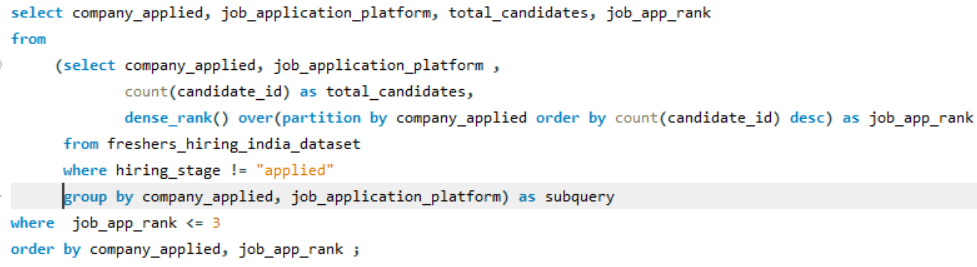 select company_applied, job_application_platform, total_candidates, job_app_rank
from
(select company_applied, job_application_platform ,
count(candidate_id) as total_candidates,
dense_rank() over(partition by company_applied order by count(candidate_id) desc) as job_app_rank
from freshers_hiring_india_dataset
where hiring_stage != "applied"
group by company_applied, job_application_platform) as subquery
where  job_app_rank <= 3
order by company_applied, job_app_rank ;